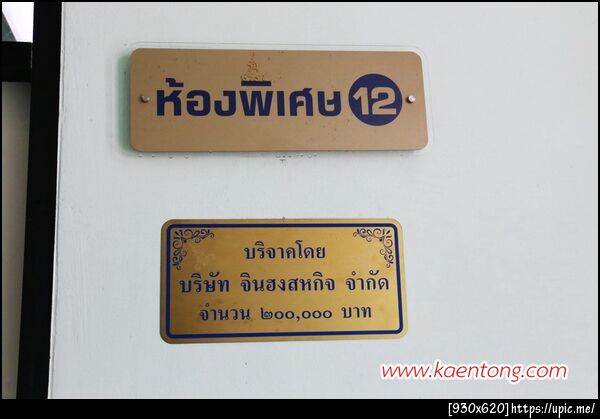 ห้องพิเศษ 12
บริจาคโดย
บริษัท จินฮงสหกิจ จำกัด
จำนวน ๒๐๐,๐๐๐ บาท
www.kaentong.com
[930x620]https://upic.me/